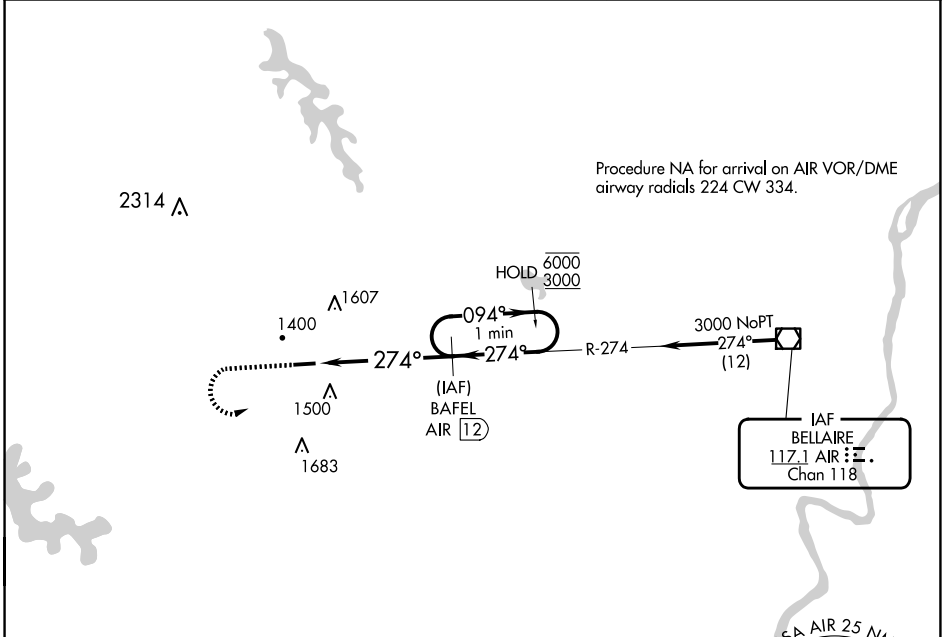 Procedure NA for arrival on AIR VOR/DME
airway radials 224 CW 334.
2314
HOLD 6000
3000
1607
094°
1 min
1400
3000 NoPT
274°
274°
R-274
274°
(12)
(IAF)
BAFEL
AIR 12
1500
1683
IAF
BELLAIRE
117.1 AIR
Chan 118
SA AIR 25 N